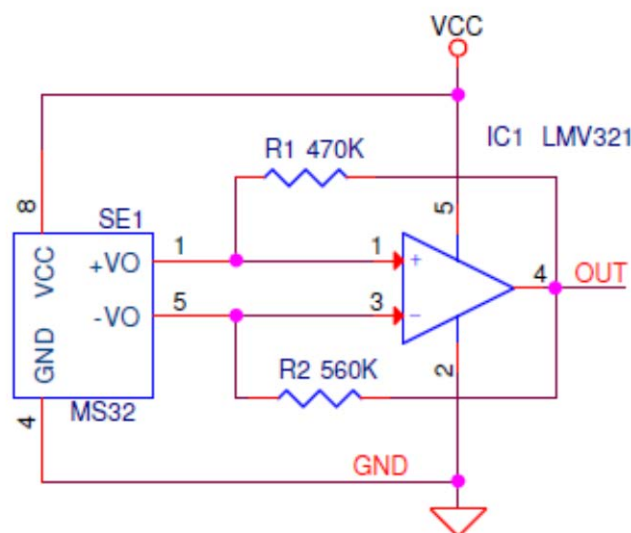 VCC
IC1 LMV321
R1 470K
8
5
SE1
VCC
+VO
1
1
+
4
OUT
GND
-VO
5
3
-
MS32
R2 560K
2
4
GND